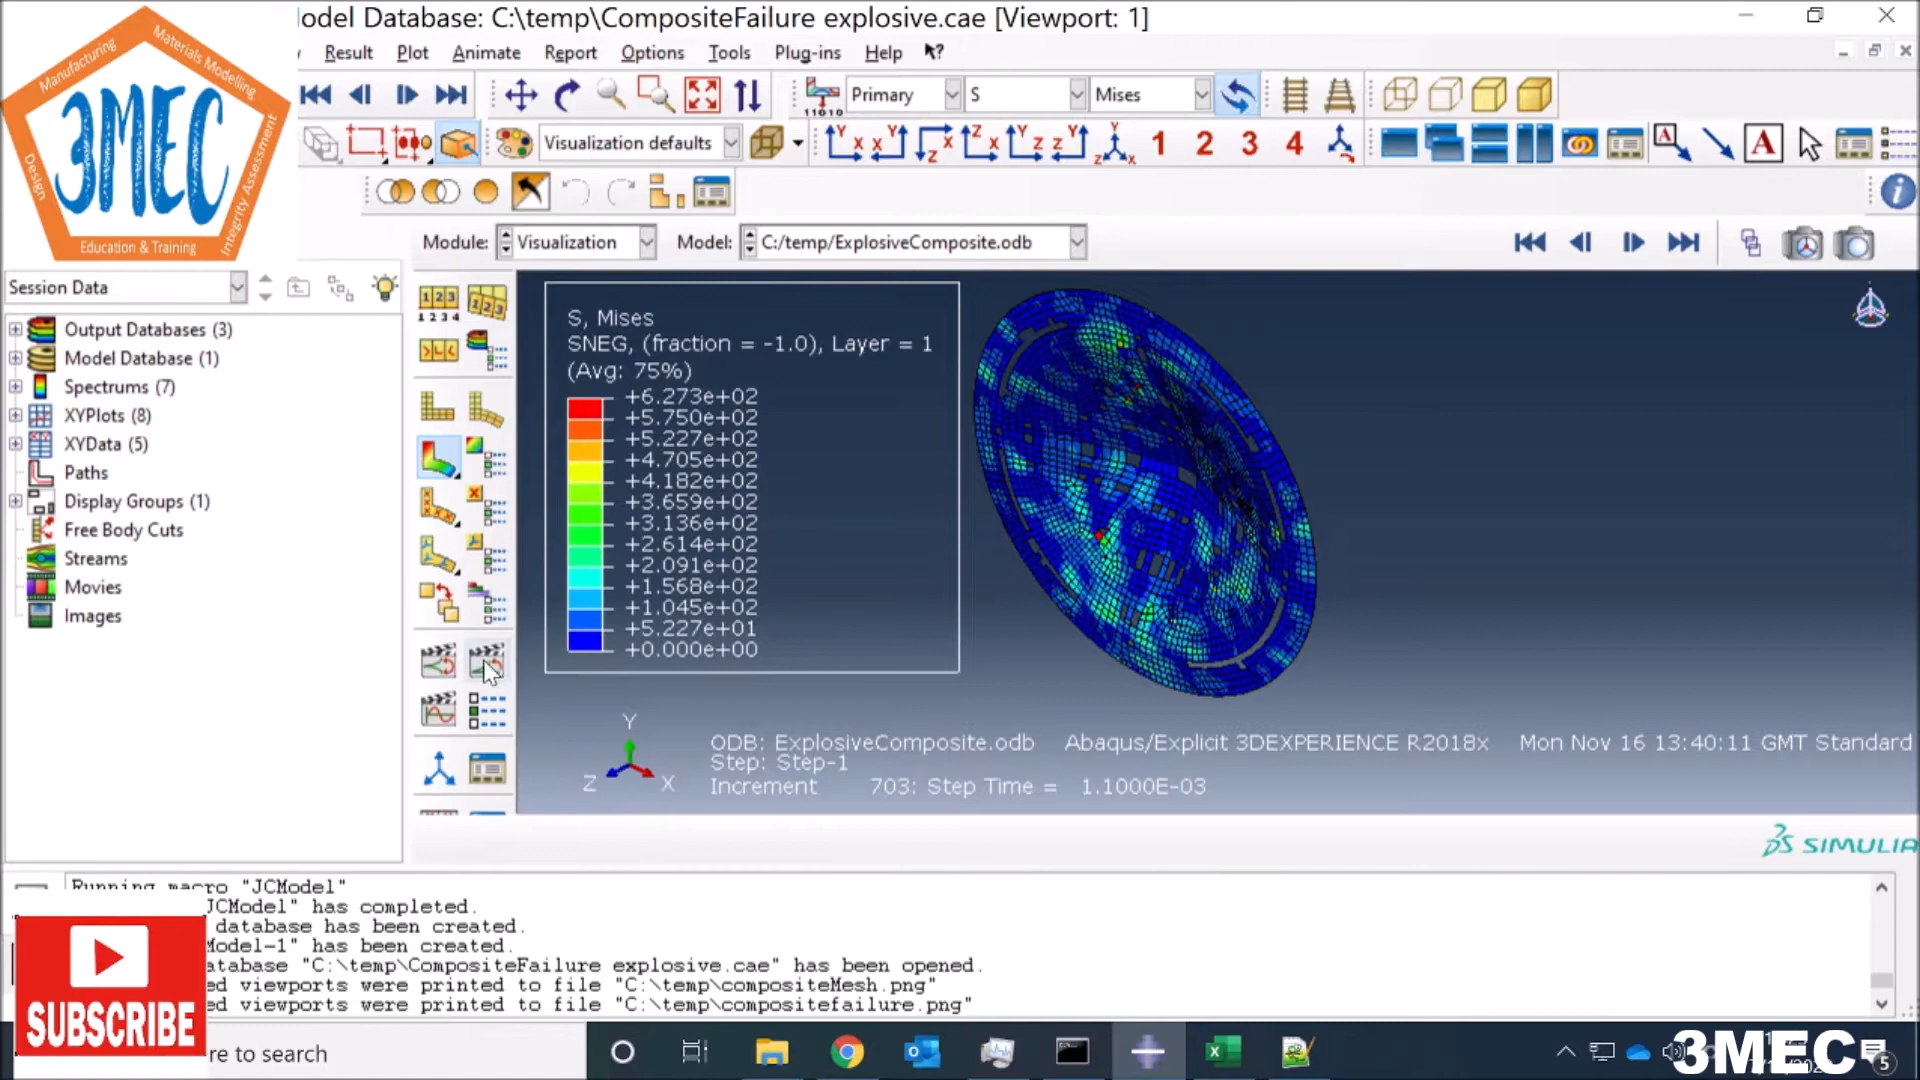 Model Database: C:\temp\CompositeFailure explosive.cae [Viewport: 1]
Result Plot Animate Report Options Tools Plug-ins Help
Manufacturing
Materials Modelling
3MEC
Design
Integrity Assessment
Education & Training
11010
Primary
S
Mises
Visualization defaults
1 2 3 4
Module: Visualization Model: C:/temp/ExplosiveComposite.odb
Session Data
Output Databases (3)
Model Database (1)
Spectrums (7)
XYPlots (8)
XYData (5)
Paths
Display Groups (1)
Free Body Cuts
Streams
Movies
Images
S, Mises
SNEG, (fraction = -1.0), Layer = 1
(Avg: 75%)
+6.273e+02
+5.750e+02
+5.227e+02
+4.705e+02
+4.182e+02
+3.659e+02
+3.136e+02
+2.614e+02
+2.091e+02
+1.568e+02
+1.045e+02
+5.227e+01
+0.000e+00
Y
Z
X
ODB: ExplosiveComposite.odb Abaqus/Explicit 3DEXPERIENCE R2018x Mon Nov 16 13:40:11 GMT Standard
Step: Step-1
Increment 703: Step Time = 1.1000E-03
SIMULIA
Running macro "JCModel"
JCModel" has completed.
database has been created.
Model-1" has been created.
atabase "C:\temp\CompositeFailure explosive.cae" has been opened.
ed viewports were printed to file "C:\temp\compositeMesh.png"
ed viewports were printed to file "C:\temp\compositefailure.png"
SUBSCRIBE
re to search
3MEC
5